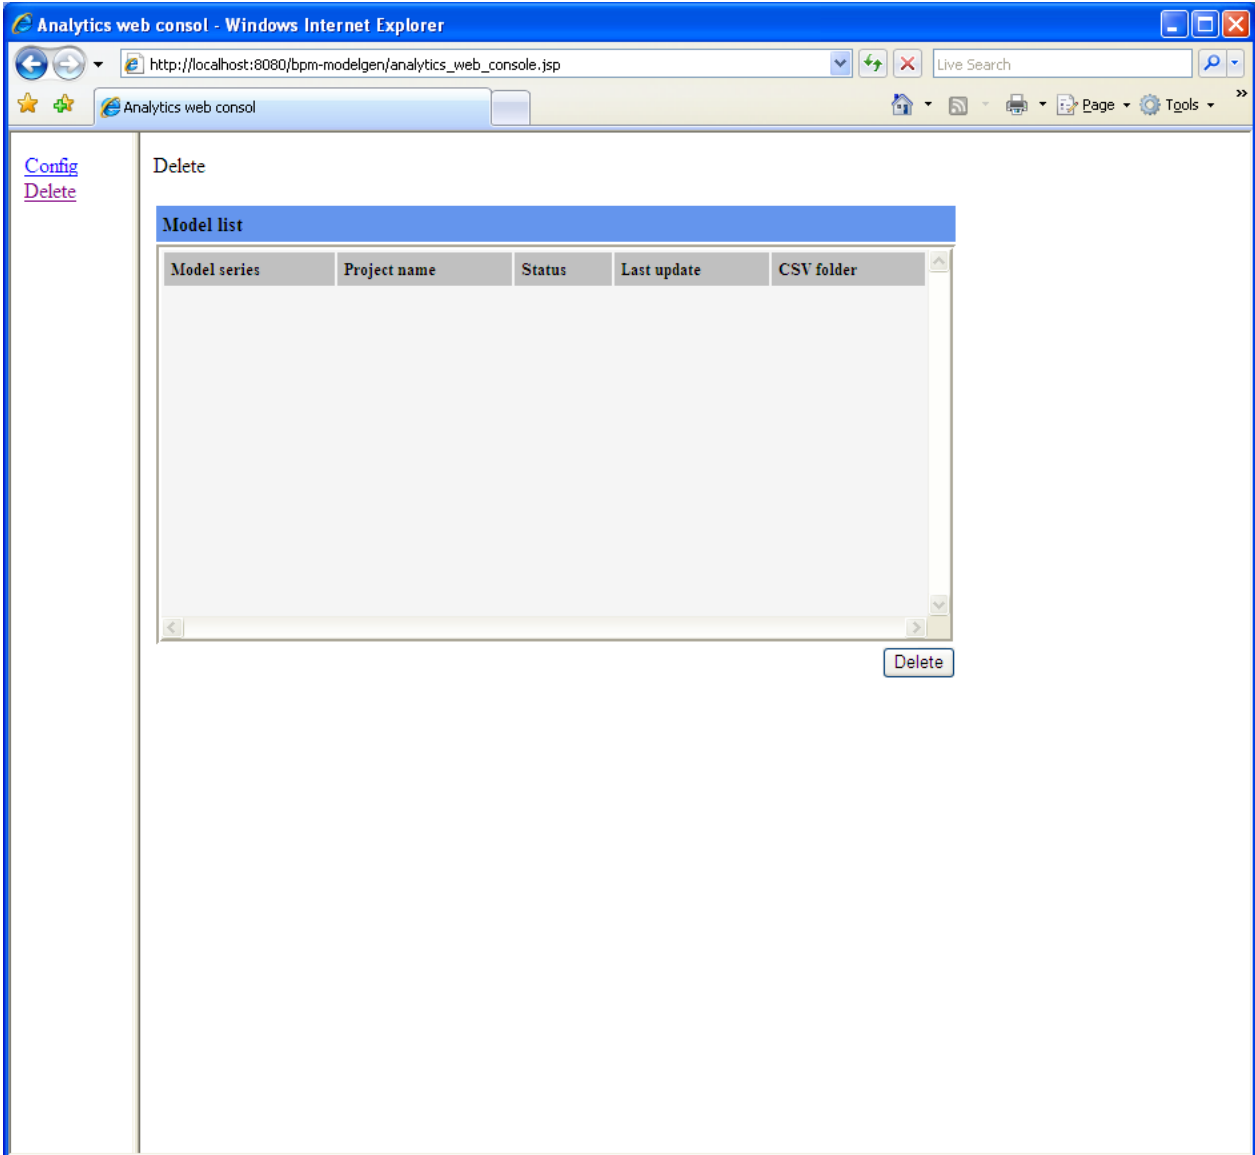 Analytics web consol - Windows Internet Explorer
http://localhost:8080/bpm-modelgen/analytics_web_console.jsp
Live Search
Analytics web consol
Page
Tools
»
Config
Delete
Delete
Model list
Model series Project name Status Last update CSV folder
Delete